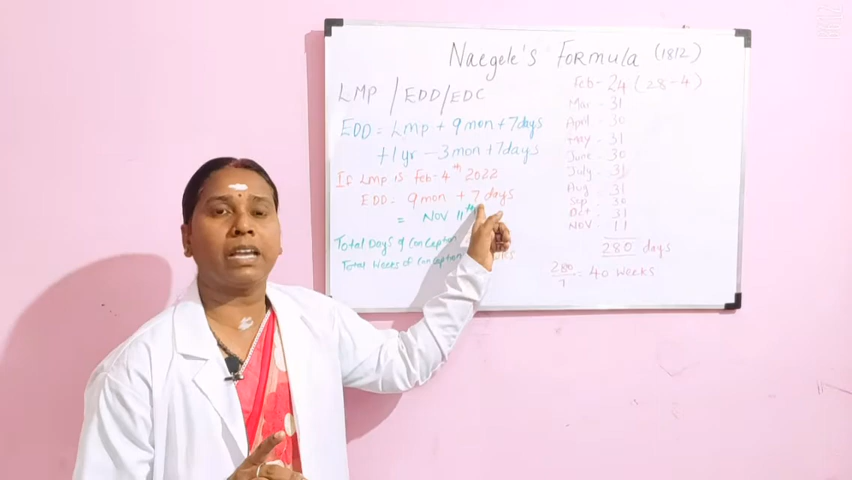 Naegele's Formula (1812)
LMP / EDD/EDC
EDD = Lmp + 9 mon + 7days
+1yr - 3mon + 7days
If Lmp is Feb-4th 2022
EDD = 9mon + 7 days
= Nov 11th
Total Days of Conception
Total Weeks of Conception
Feb - 24 (28-4)
Mar - 31
April - 30
May - 31
June - 30
July - 31
Aug - 31
Sep - 30
Oct - 31
Nov - 11
280 days
280/7 = 40 Weeks